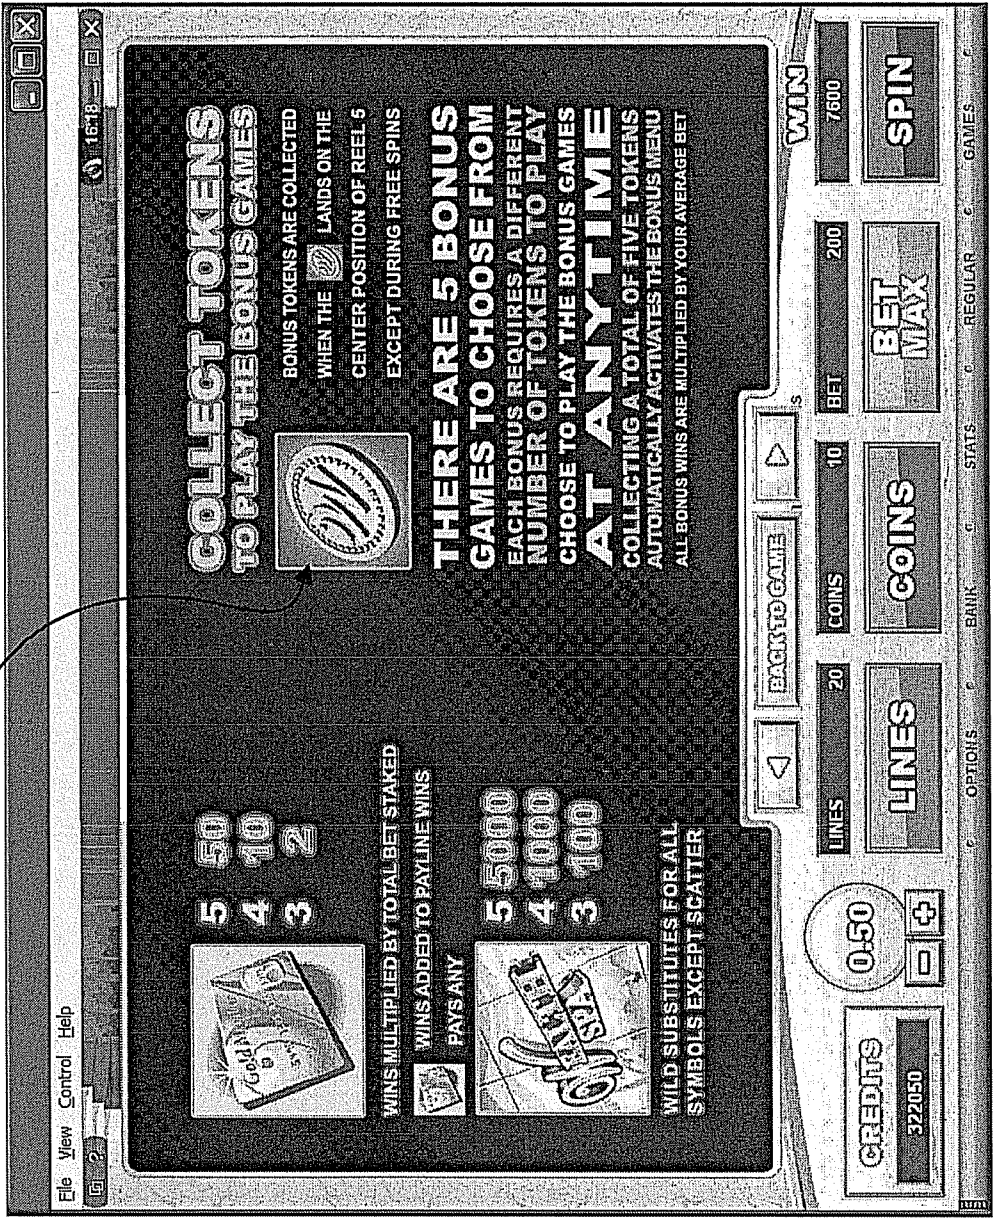 File View Control Help
? 16:18
5 50
4 10
3 2
WINS MULTIPLIED BY TOTAL BET STAKED
WINS ADDED TO PAYLINE WINS
PAYS ANY
5 5000
4 1000
3 100
WILD SUBSTITUTES FOR ALL
SYMBOLS EXCEPT SCATTER
COLLECT TOKENS
TO PLAY THE BONUS GAMES
BONUS TOKENS ARE COLLECTED
WHEN THE LANDS ON THE
CENTER POSITION OF REEL 5
EXCEPT DURING FREE SPINS
THERE ARE 5 BONUS
GAMES TO CHOOSE FROM
EACH BONUS REQUIRES A DIFFERENT
NUMBER OF TOKENS TO PLAY
CHOOSE TO PLAY THE BONUS GAMES
AT ANYTIME
COLLECTING A TOTAL OF FIVE TOKENS
AUTOMATICALLY ACTIVATES THE BONUS MENU
ALL BONUS WINS ARE MULTIPLIED BY YOUR AVERAGE BET
BACK TO GAME
s
WIN
CREDITS
322050
0.50
- +
LINES 20
COINS 10
BET 200
7600
LINES
COINS
BET
MAX
SPIN
OPTIONS BANK STATS REGULAR GAMES